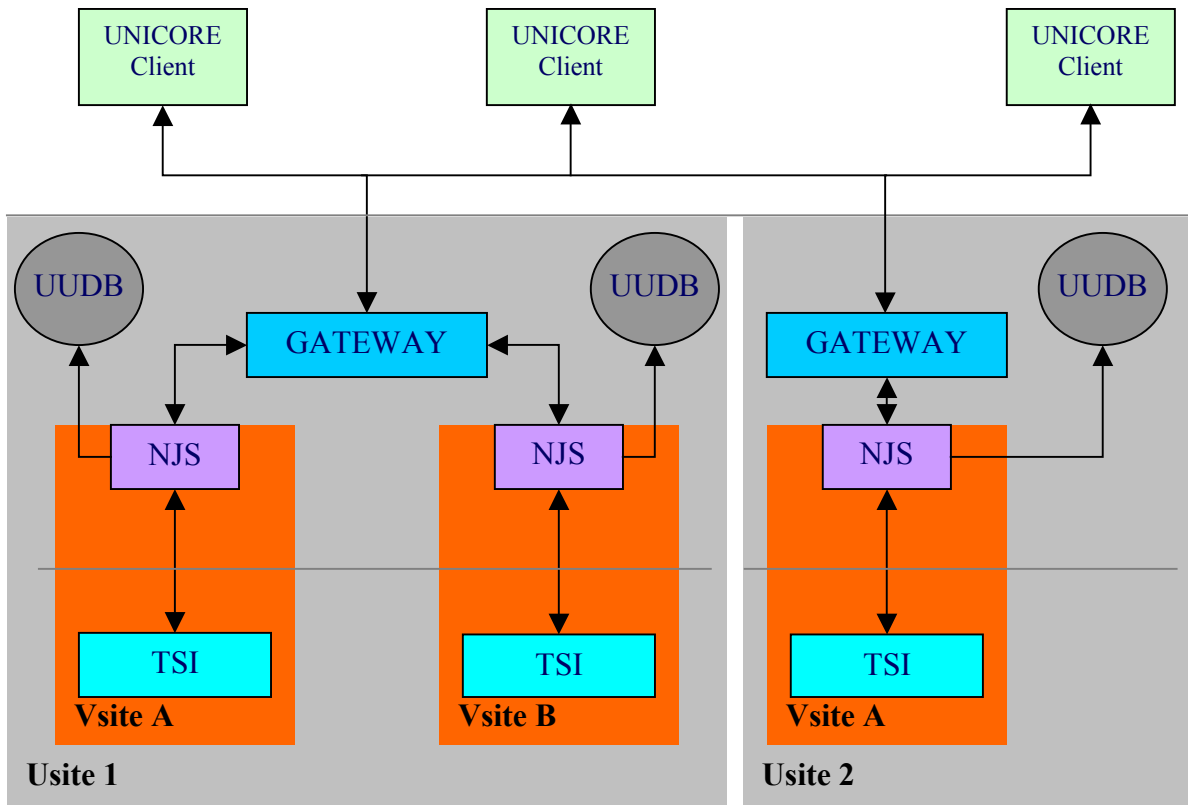 UNICORE
Client
UNICORE
Client
UNICORE
Client
UUDB
UUDB
UUDB
GATEWAY
GATEWAY
NJS
NJS
NJS
TSI
TSI
TSI
Vsite A
Vsite B
Vsite A
Usite 1
Usite 2